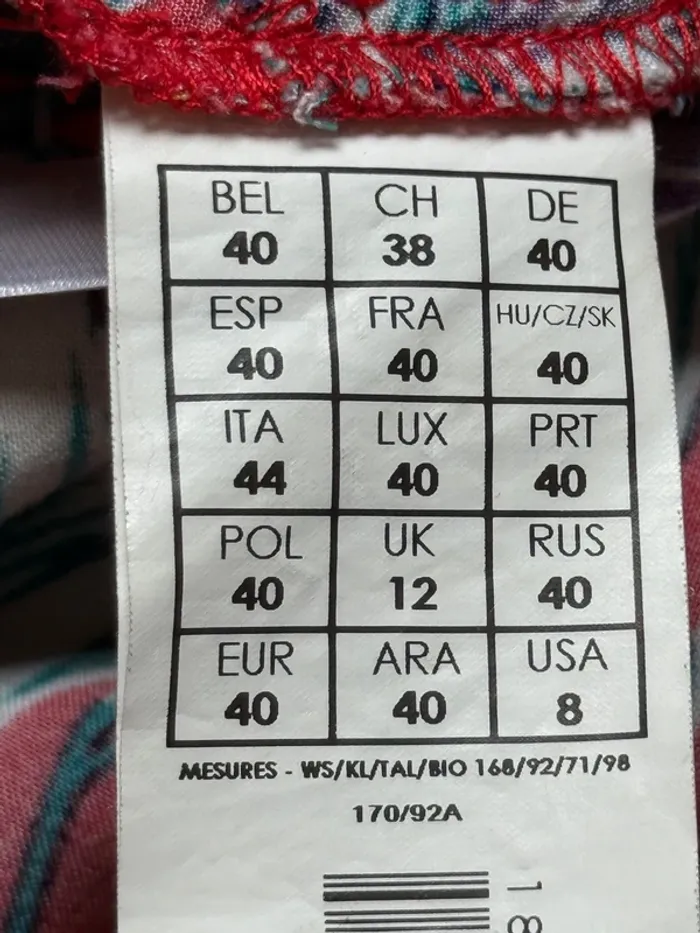 BEL CH DE
40 38 40
ESP FRA HU/CZ/SK
40 40 40
ITA LUX PRT
44 40 40
POL UK RUS
40 12 40
EUR ARA USA
40 40 8
MESURES - WS/KL/TAL/BIO 168/92/71/98
170/92A
18